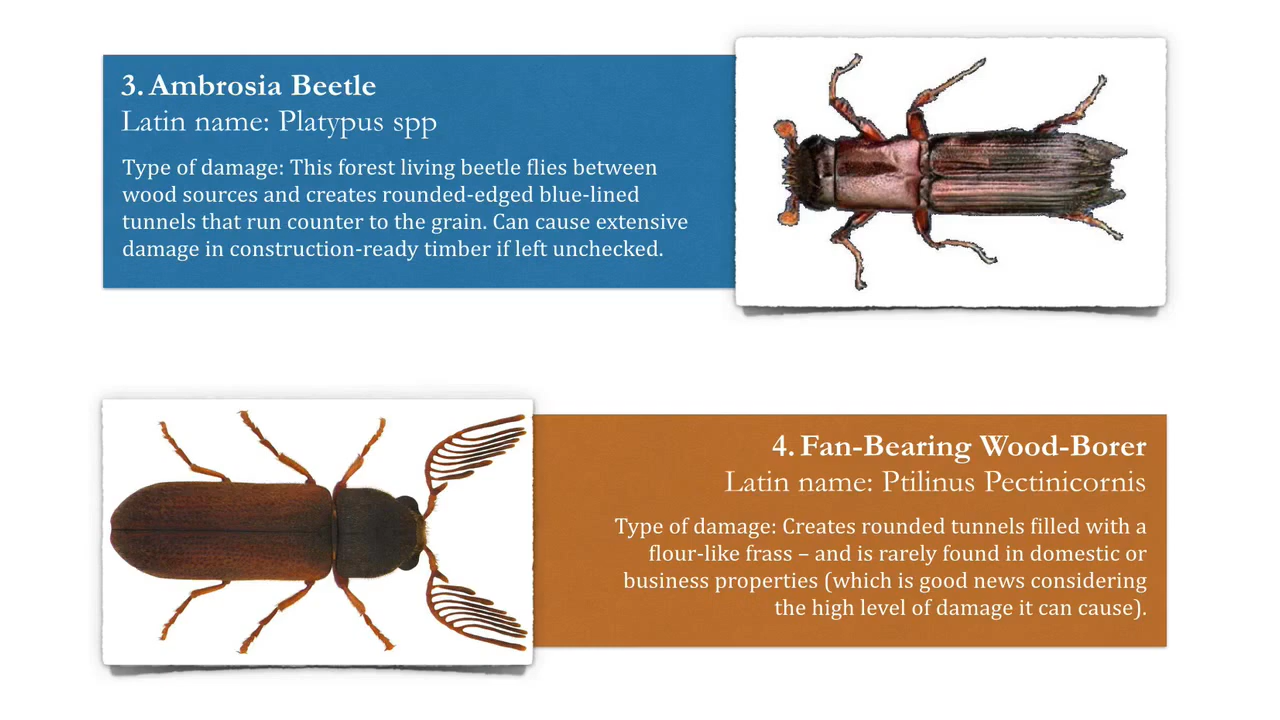 3. Ambrosia Beetle
Latin name: Platypus spp
Type of damage: This forest living beetle flies between
wood sources and creates rounded-edged blue-lined
tunnels that run counter to the grain. Can cause extensive
damage in construction-ready timber if left unchecked.
4. Fan-Bearing Wood-Borer
Latin name: Ptilinus Pectinicornis
Type of damage: Creates rounded tunnels filled with a
flour-like frass – and is rarely found in domestic or
business properties (which is good news considering
the high level of damage it can cause).